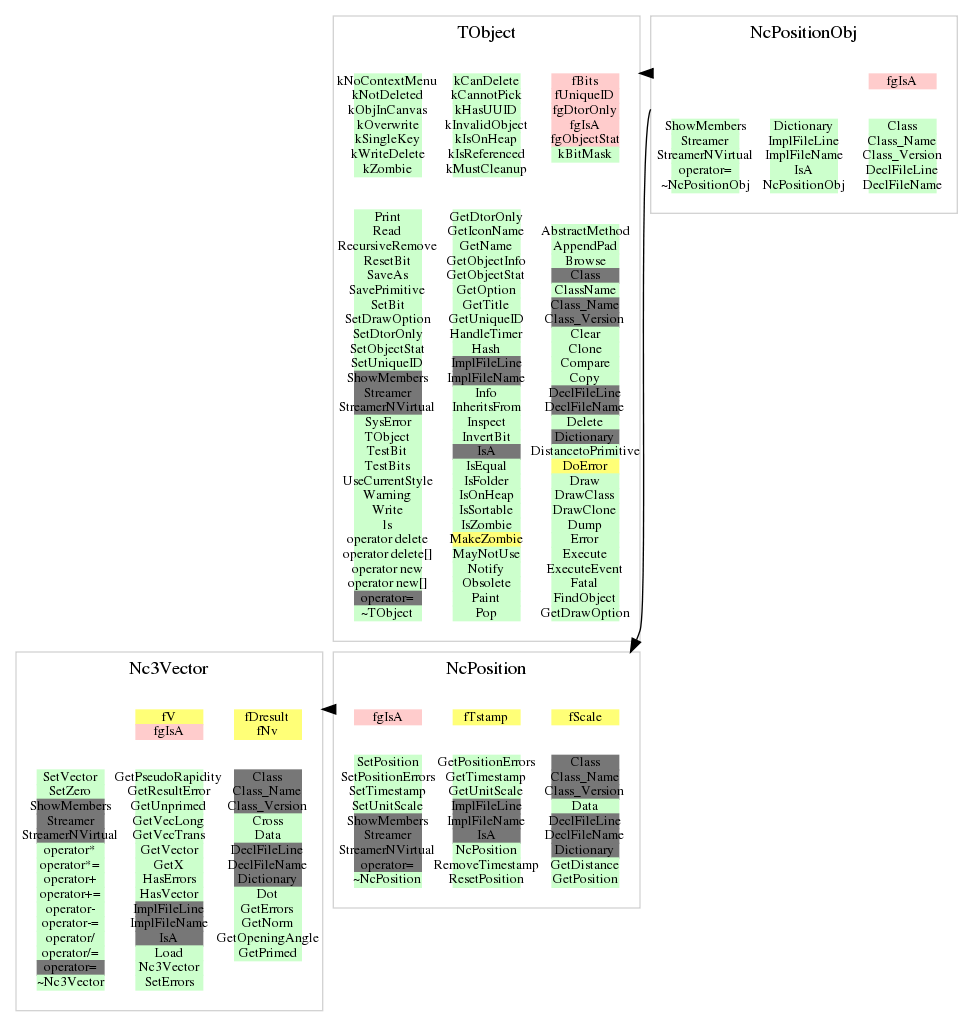 TObject
kNoContextMenu
kNotDeleted
kObjInCanvas
kOverwrite
kSingleKey
kWriteDelete
kZombie
kCanDelete
kCannotPick
kHasUUID
kInvalidObject
kIsOnHeap
kIsReferenced
kMustCleanup
fBits
fUniqueID
fgDtorOnly
fgIsA
fgObjectStat
kBitMask
Print
Read
RecursiveRemove
ResetBit
SaveAs
SavePrimitive
SetBit
SetDrawOption
SetDtorOnly
SetObjectStat
SetUniqueID
ShowMembers
Streamer
StreamerNVirtual
SysError
TObject
TestBit
TestBits
UseCurrentStyle
Warning
Write
ls
operator delete
operator delete[]
operator new
operator new[]
operator=
~TObject
GetDtorOnly
GetIconName
GetName
GetObjectInfo
GetObjectStat
GetOption
GetTitle
GetUniqueID
HandleTimer
Hash
ImplFileLine
ImplFileName
Info
InheritsFrom
Inspect
InvertBit
IsA
IsEqual
IsFolder
IsOnHeap
IsSortable
IsZombie
MakeZombie
MayNotUse
Notify
Obsolete
Paint
Pop
AbstractMethod
AppendPad
Browse
Class
ClassName
Class_Name
Class_Version
Clear
Clone
Compare
Copy
DeclFileLine
DeclFileName
Delete
Dictionary
DistancetoPrimitive
DoError
Draw
DrawClass
DrawClone
Dump
Error
Execute
ExecuteEvent
Fatal
FindObject
GetDrawOption
NcPositionObj
fgIsA
ShowMembers
Streamer
StreamerNVirtual
operator=
~NcPositionObj
Dictionary
ImplFileLine
ImplFileName
IsA
NcPositionObj
Class
Class_Name
Class_Version
DeclFileLine
DeclFileName
Nc3Vector
fV
fgIsA
fDresult
fNv
SetVector
SetZero
ShowMembers
Streamer
StreamerNVirtual
operator*
operator*=
operator+
operator+=
operator-
operator-=
operator/
operator/=
operator=
~Nc3Vector
GetPseudoRapidity
GetResultError
GetUnprimed
GetVecLong
GetVecTrans
GetVector
GetX
HasErrors
HasVector
ImplFileLine
ImplFileName
IsA
Load
Nc3Vector
SetErrors
Class
Class_Name
Class_Version
Cross
Data
DeclFileLine
DeclFileName
Dictionary
Dot
GetErrors
GetNorm
GetOpeningAngle
GetPrimed
NcPosition
fgIsA
fTstamp
fScale
SetPosition
SetPositionErrors
SetTimestamp
SetUnitScale
ShowMembers
Streamer
StreamerNVirtual
operator=
~NcPosition
GetPositionErrors
GetTimestamp
GetUnitScale
ImplFileLine
ImplFileName
IsA
NcPosition
RemoveTimestamp
ResetPosition
Class
Class_Name
Class_Version
Data
DeclFileLine
DeclFileName
Dictionary
GetDistance
GetPosition